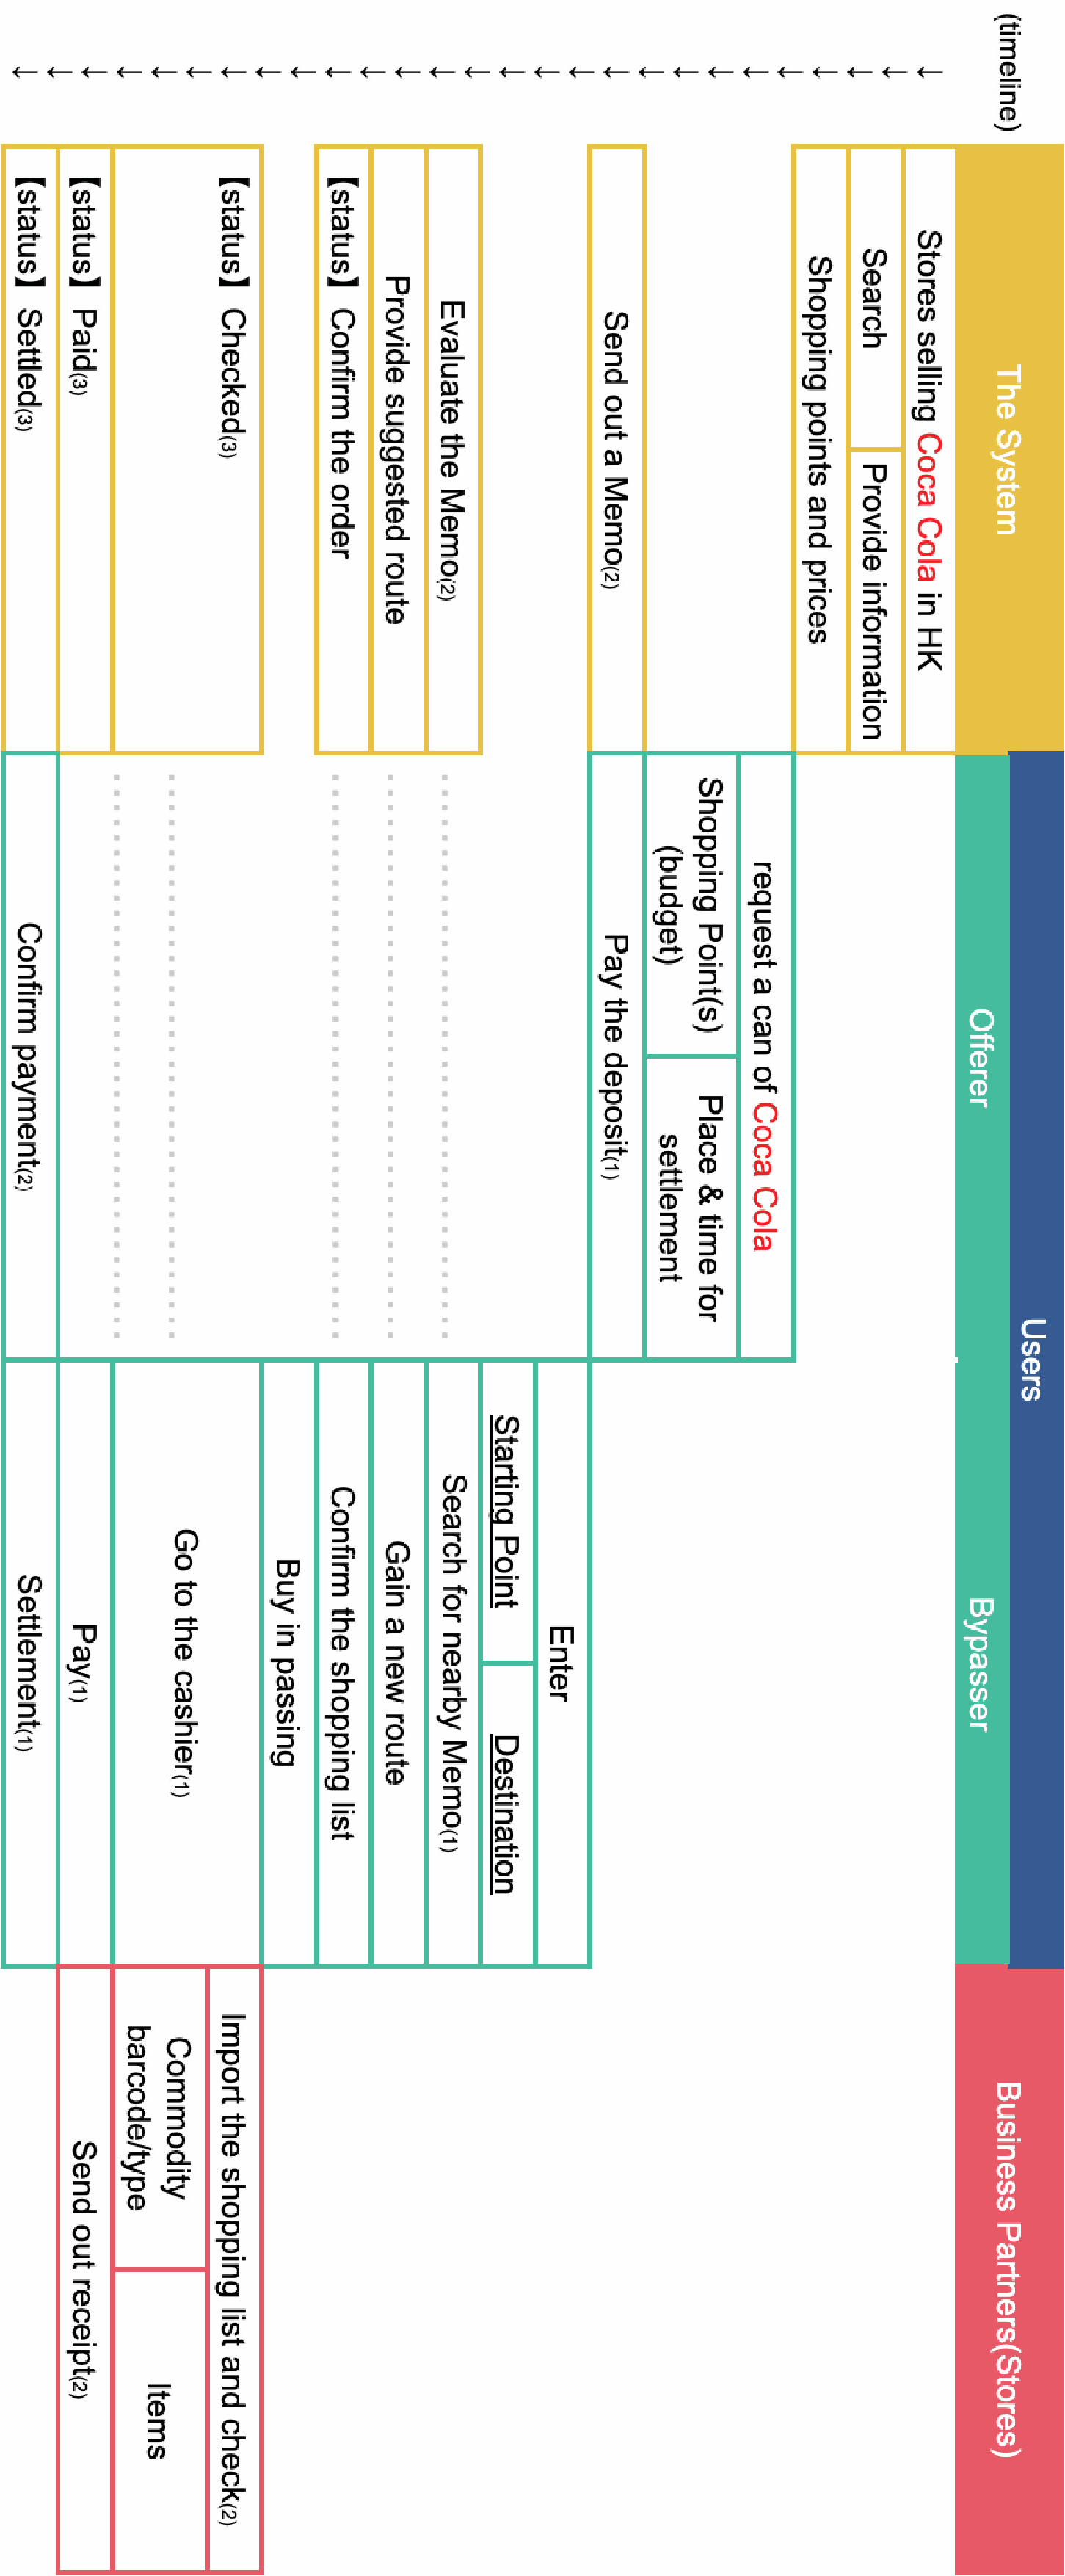 (timeline)
The System
Users
Offerer
Bypasser
Business Partners(Stores)
Stores selling Coca Cola in HK
Search
Provide information
Shopping points and prices
request a can of Coca Cola
Shopping Point(s)
(budget)
Place & time for
settlement
Send out a Memo(2)
Pay the deposit(1)
Enter
Starting Point
Destination
Evaluate the Memo(2)
Search for nearby Memo(1)
Provide suggested route
Gain a new route
【status】 Confirm the order
Confirm the shopping list
Buy in passing
【status】 Checked(3)
Go to the cashier(1)
Import the shopping list and check(2)
Commodity
barcode/type
Items
【status】 Paid(3)
Pay(1)
Send out receipt(2)
【status】 Settled(3)
Confirm payment(2)
Settlement(1)